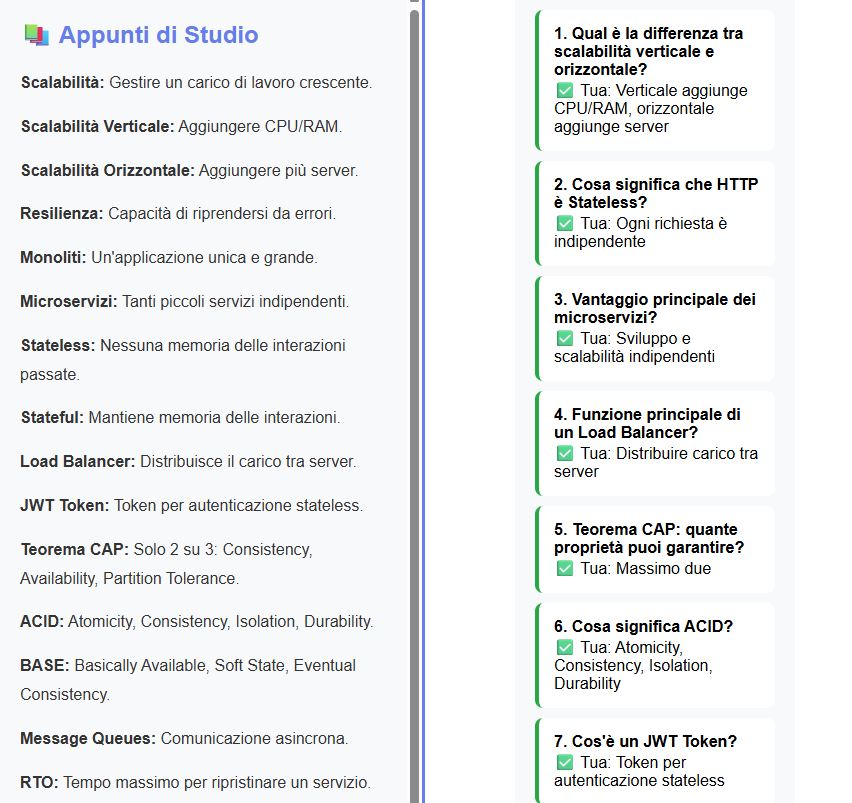 Appunti di Studio
Scalabilità: Gestire un carico di lavoro crescente.
Scalabilità Verticale: Aggiungere CPU/RAM.
Scalabilità Orizzontale: Aggiungere più server.
Resilienza: Capacità di riprendersi da errori.
Monoliti: Un'applicazione unica e grande.
Microservizi: Tanti piccoli servizi indipendenti.
Stateless: Nessuna memoria delle interazioni
passate.
Stateful: Mantiene memoria delle interazioni.
Load Balancer: Distribuisce il carico tra server.
JWT Token: Token per autenticazione stateless.
Teorema CAP: Solo 2 su 3: Consistency,
Availability, Partition Tolerance.
ACID: Atomicity, Consistency, Isolation, Durability.
BASE: Basically Available, Soft State, Eventual
Consistency.
Message Queues: Comunicazione asincrona.
RTO: Tempo massimo per ripristinare un servizio.
1. Qual è la differenza tra
scalabilità verticale e
orizzontale?
✅ Tua: Verticale aggiunge
CPU/RAM, orizzontale
aggiunge server
2. Cosa significa che HTTP
è Stateless?
✅ Tua: Ogni richiesta è
indipendente
3. Vantaggio principale dei
microservizi?
✅ Tua: Sviluppo e
scalabilità indipendenti
4. Funzione principale di
un Load Balancer?
✅ Tua: Distribuire carico tra
server
5. Teorema CAP: quante
proprietà puoi garantire?
✅ Tua: Massimo due
6. Cosa significa ACID?
✅ Tua: Atomicity,
Consistency, Isolation,
Durability
7. Cos'è un JWT Token?
✅ Tua: Token per
autenticazione stateless